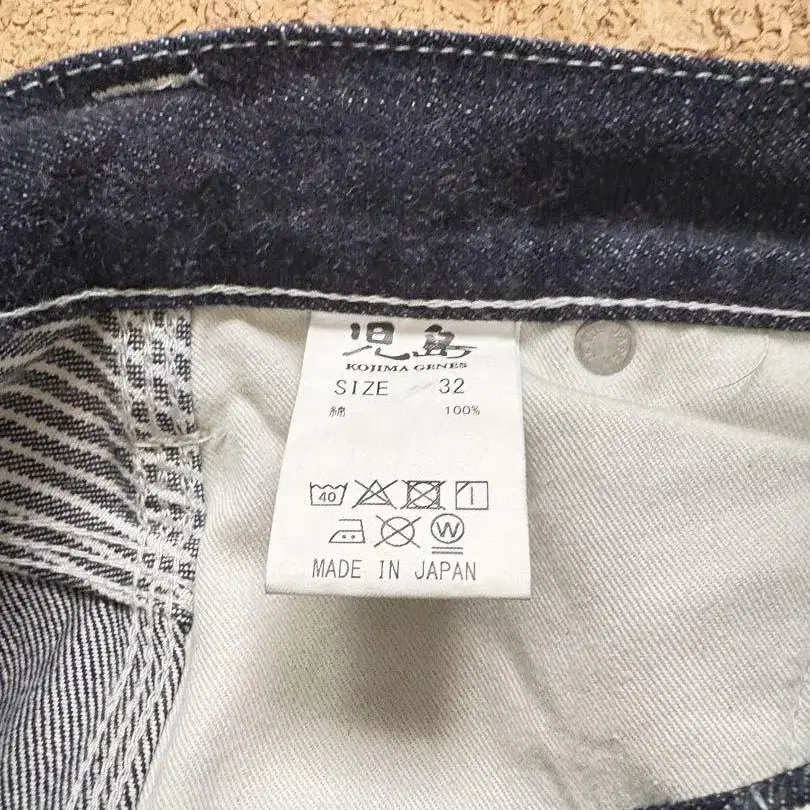 児島
KOJIMA GENES
SIZE 32
綿 100%
40
W
MADE IN JAPAN